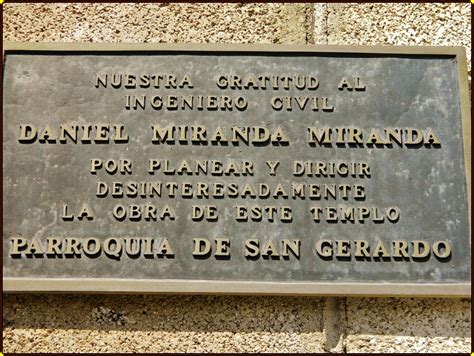 NUESTRA GRATITUD AL
INGENIERO CIVIL
DANIEL MIRANDA MIRANDA
POR PLANEAR Y DIRIGIR
DESINTERESADAMENTE
LA OBRA DE ESTE TEMPLO
PARROQUIA DE SAN GERARDO